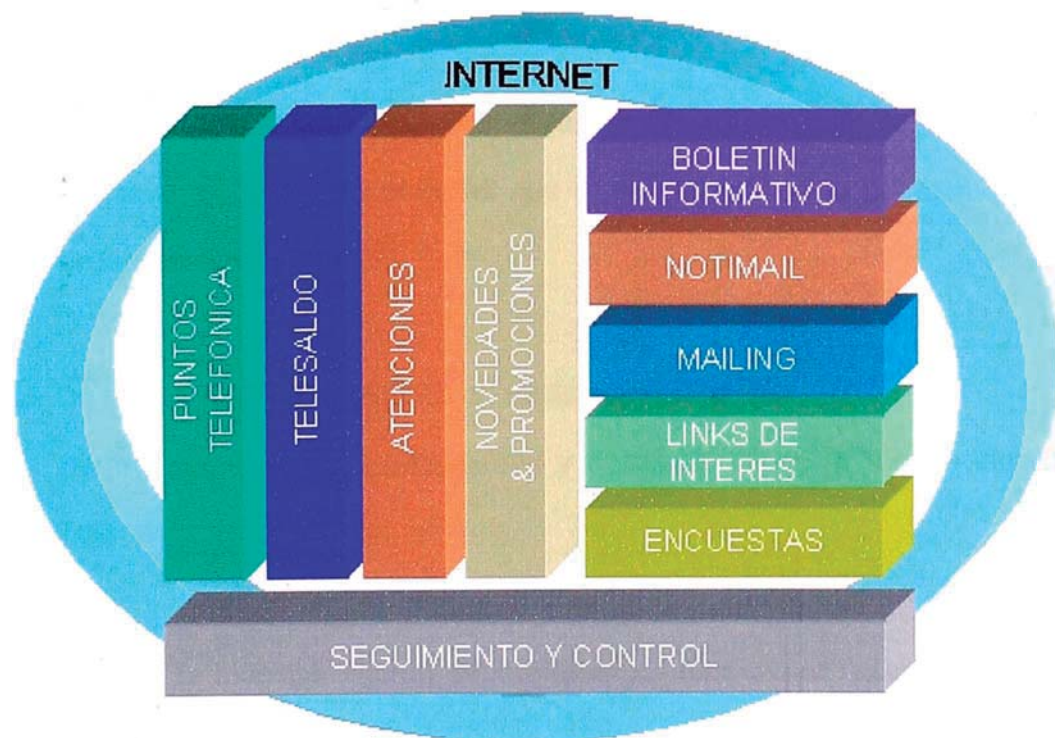 INTERNET
PUNTOS
TELEFONICA
TELESALDO
ATENCIONES
NOVEDADES
& PROMOCIONES
BOLETIN
INFORMATIVO
NOTIMAIL
MAILING
LINKS DE
INTERES
ENCUESTAS
SEGUIMIENTO Y CONTROL